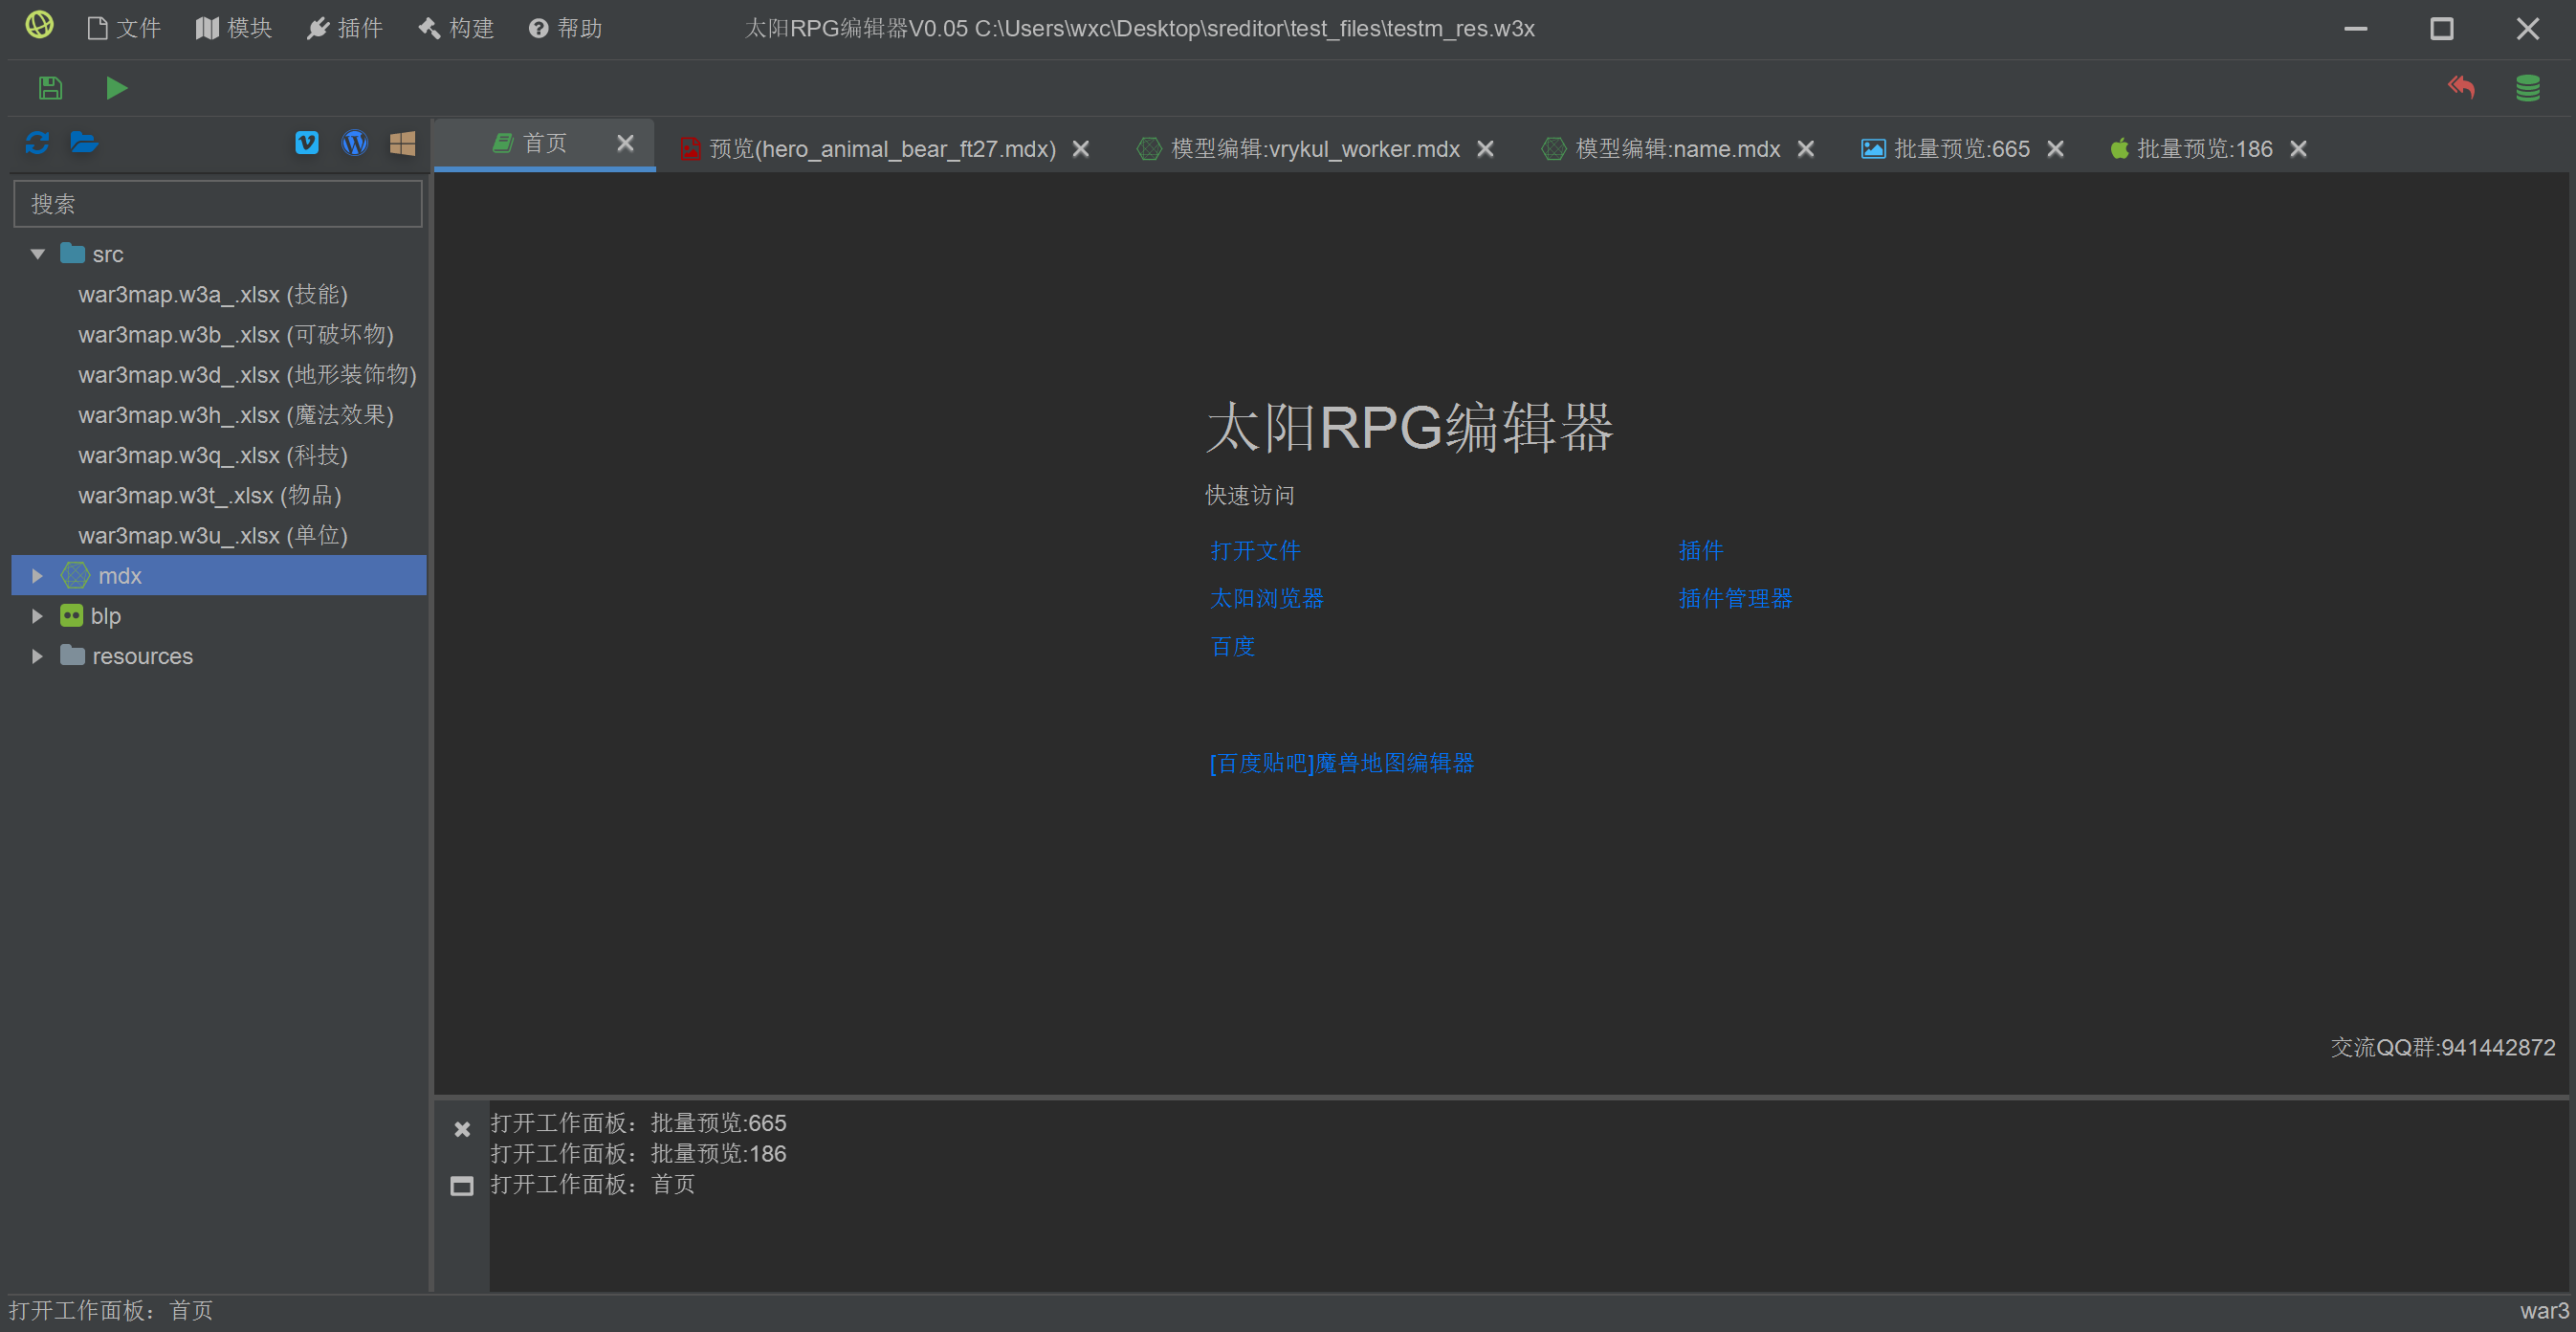 文件 模块 插件 构建 帮助 太阳RPG编辑器V0.05 C:\Users\wxc\Desktop\sreditor\test_files\testm_res.w3x
首页 预览(hero_animal_bear_ft27.mdx) 模型编辑:vrykul_worker.mdx 模型编辑:name.mdx 批量预览:665 批量预览:186
搜索
src
war3map.w3a_.xlsx (技能)
war3map.w3b_.xlsx (可破坏物)
war3map.w3d_.xlsx (地形装饰物)
war3map.w3h_.xlsx (魔法效果)
war3map.w3q_.xlsx (科技)
war3map.w3t_.xlsx (物品)
war3map.w3u_.xlsx (单位)
mdx
blp
resources
太阳RPG编辑器
快速访问
打开文件 插件
太阳浏览器 插件管理器
百度
[百度贴吧]魔兽地图编辑器
交流QQ群:941442872
打开工作面板：批量预览:665
打开工作面板：批量预览:186
打开工作面板：首页
打开工作面板：首页 war3